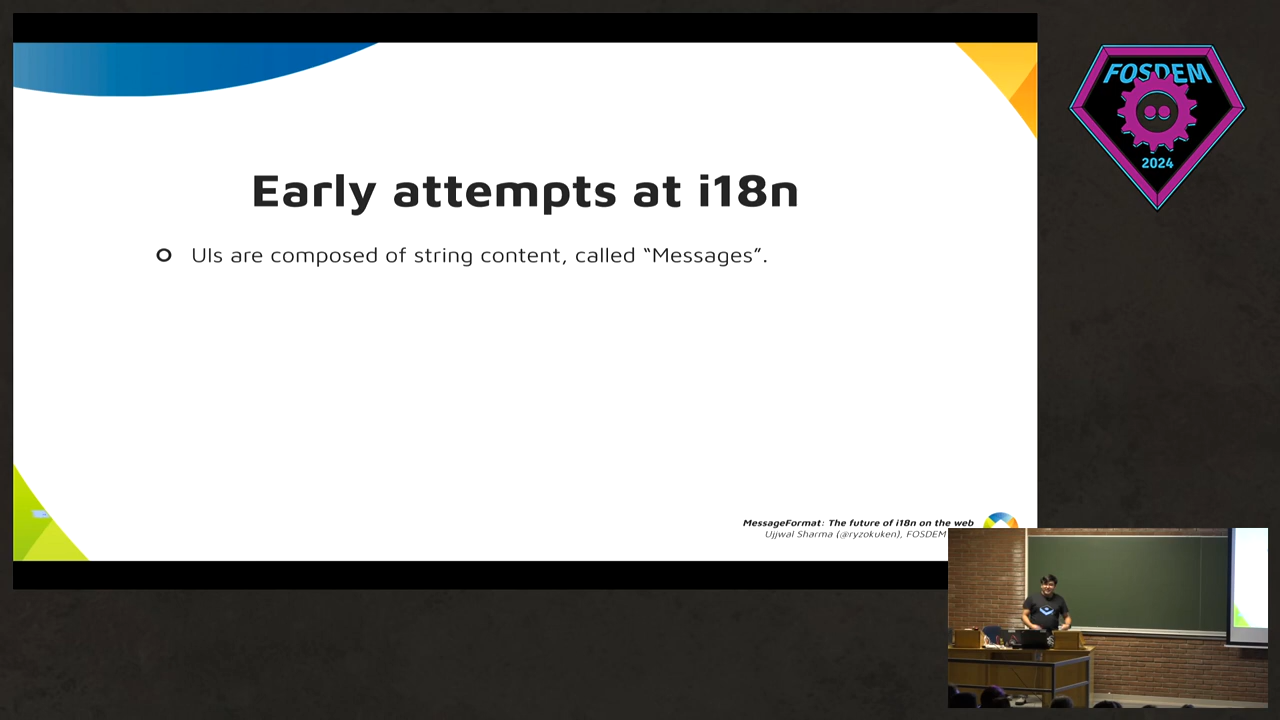 Early attempts at i18n
UIs are composed of string content, called “Messages”.
MessageFormat: The future of i18n on the web
Ujjwal Sharma (@ryzokuken), FOSDEM
FOSDEM
2024